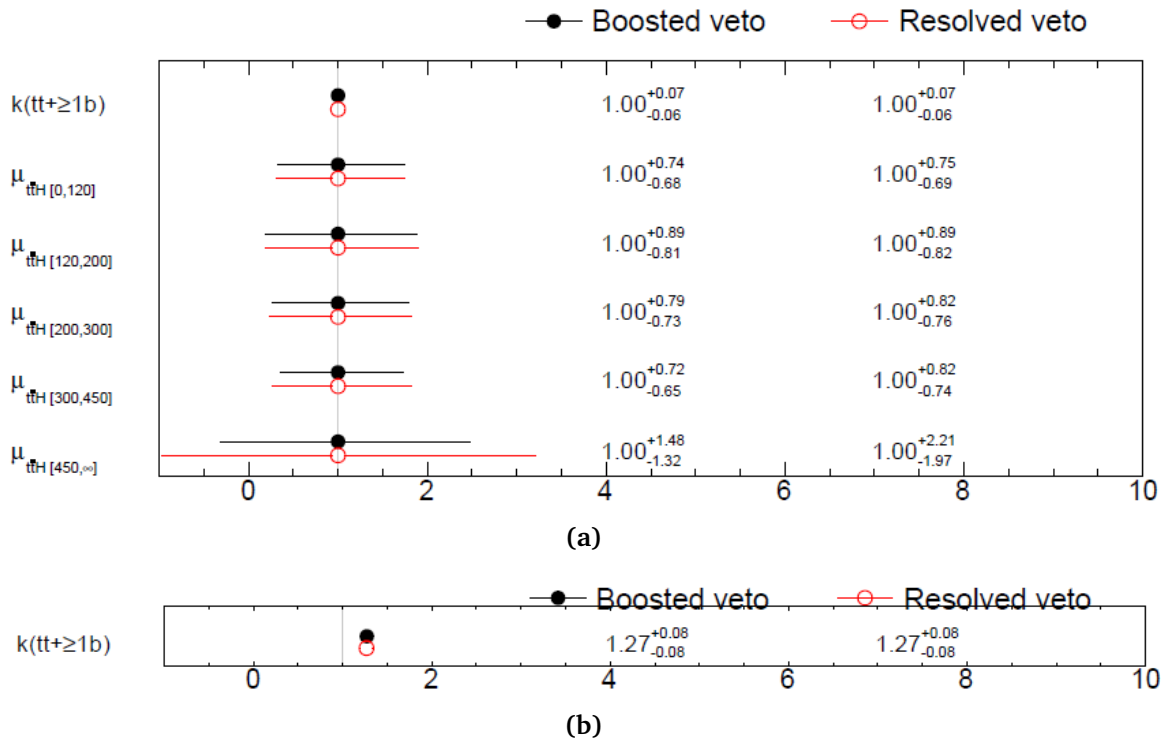 Boosted veto Resolved veto
k(tt+≥1b) 1.00 +0.07 -0.06 1.00 +0.07 -0.06
μ ttH [0,120] 1.00 +0.74 -0.68 1.00 +0.75 -0.69
μ ttH [120,200] 1.00 +0.89 -0.81 1.00 +0.89 -0.82
μ ttH [200,300] 1.00 +0.79 -0.73 1.00 +0.82 -0.76
μ ttH [300,450] 1.00 +0.72 -0.65 1.00 +0.82 -0.74
μ ttH [450,∞] 1.00 +1.48 -1.32 1.00 +2.21 -1.97
0 2 4 6 8 10
(a)
Boosted veto Resolved veto
k(tt+≥1b) 1.27 +0.08 -0.08 1.27 +0.08 -0.08
0 2 4 6 8 10
(b)